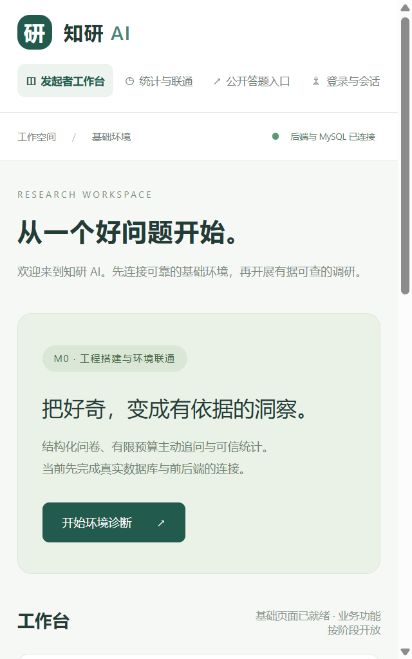 研 知研 AI
发起者工作台 统计与联通 公开答题入口 登录与会话
工作空间 / 基础环境 后端与 MySQL 已连接
RESEARCH WORKSPACE
从一个好问题开始。
欢迎来到知研 AI。先连接可靠的基础环境，再开展有据可查的调研。
M0 · 工程搭建与环境联通
把好奇，变成有依据的洞察。
结构化问卷、有限预算主动追问与可信统计。
当前先完成真实数据库与前后端的连接。
开始环境诊断 ↗
工作台
基础页面已就绪 · 业务功能
按阶段开放